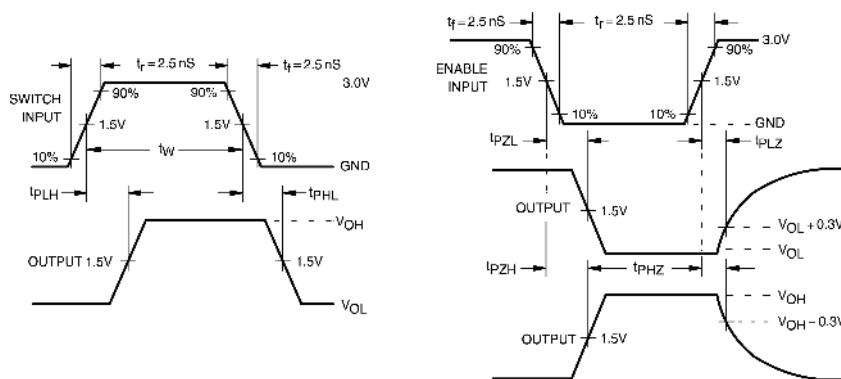 tr = 2.5 nS
tf = 2.5 nS
3.0V
SWITCH
INPUT
90%
90%
1.5V
1.5V
tW
10%
10%
GND
tPLH
tPHL
VOH
OUTPUT
1.5V
1.5V
VOL
tf = 2.5 nS
tr = 2.5 nS
3.0V
90%
90%
ENABLE
INPUT
1.5V
1.5V
10%
10%
GND
tPZL
tPLZ
OUTPUT
1.5V
VOL + 0.3V
VOL
tPZH
tPHZ
VOH
VOH – 0.3V
OUTPUT
1.5V